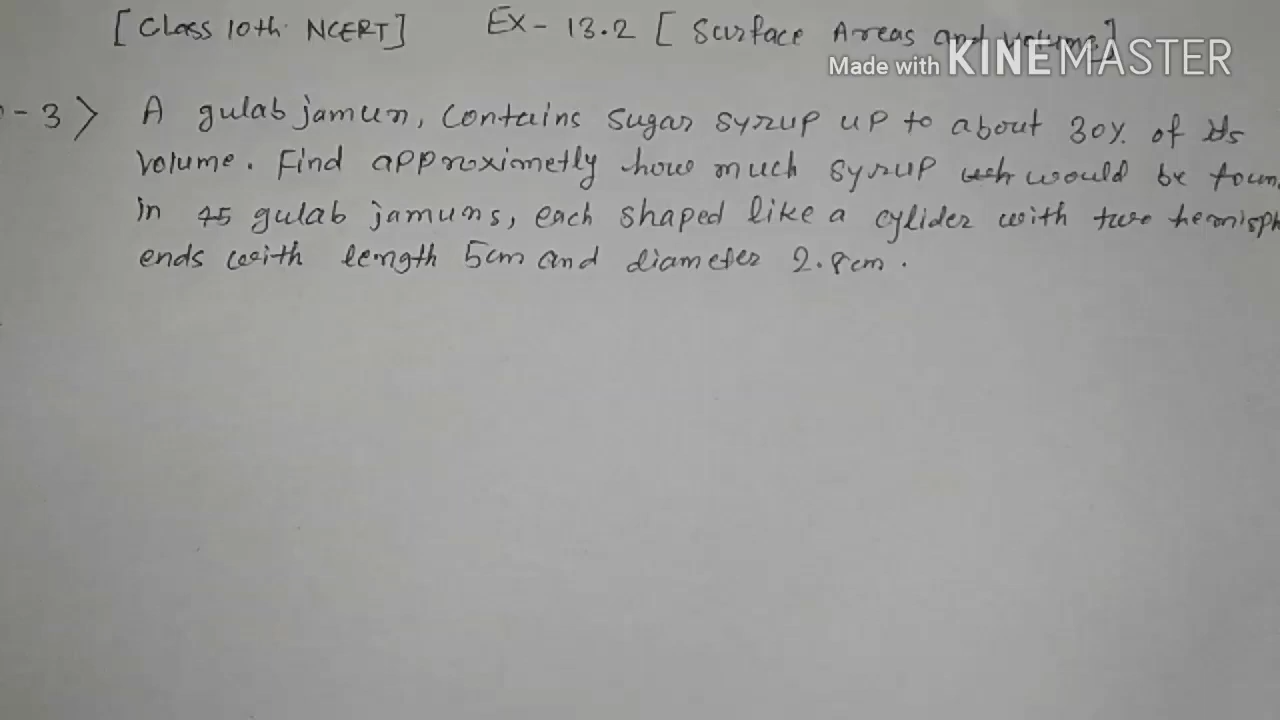 [Class 10th NCERT] Ex - 13.2 [Surface Areas and Volume]
Made with KINEMASTER
- 3> A gulab jamun, contains sugar syrup up to about 30% of its
volume. Find approximetly how much syrup would be foun
in 45 gulab jamuns, each shaped like a cylider with two hemisph
ends with length 5cm and diameter 2.8cm.